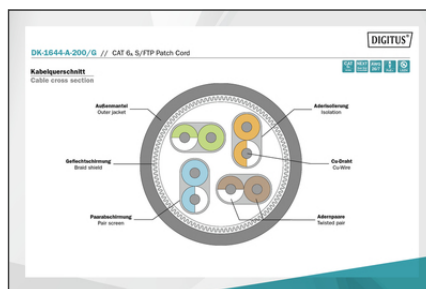 DIGITUS®
DK-1644-A-200/G // CAT 6A S/FTP Patch Cord
Kabelquerschnitt
Cable cross section
Außenmantel
Outer jacket
Aderisolierung
Isolation
Geflechtschirmung
Braid shield
Cu-Draht
Cu-Wire
Paarabschirmung
Pair screen
Adernpaare
Twisted pair